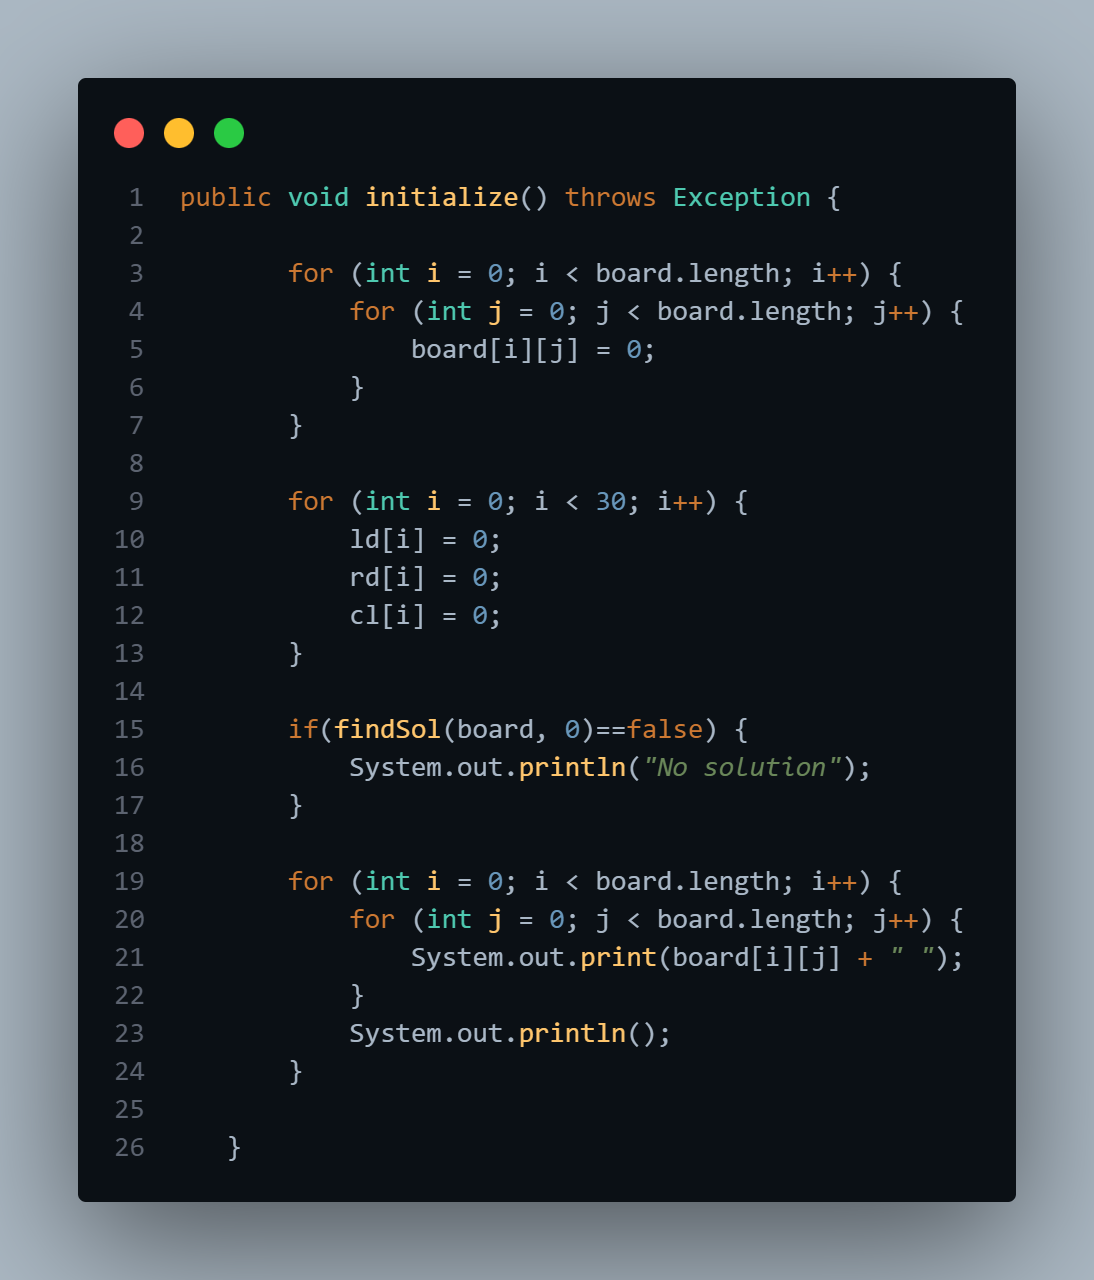 1 public void initialize() throws Exception {
2
3 for (int i = 0; i < board.length; i++) {
4 for (int j = 0; j < board.length; j++) {
5 board[i][j] = 0;
6 }
7 }
8
9 for (int i = 0; i < 30; i++) {
10 ld[i] = 0;
11 rd[i] = 0;
12 cl[i] = 0;
13 }
14
15 if(findSol(board, 0)==false) {
16 System.out.println("No solution");
17 }
18
19 for (int i = 0; i < board.length; i++) {
20 for (int j = 0; j < board.length; j++) {
21 System.out.print(board[i][j] + " ");
22 }
23 System.out.println();
24 }
25
26 }